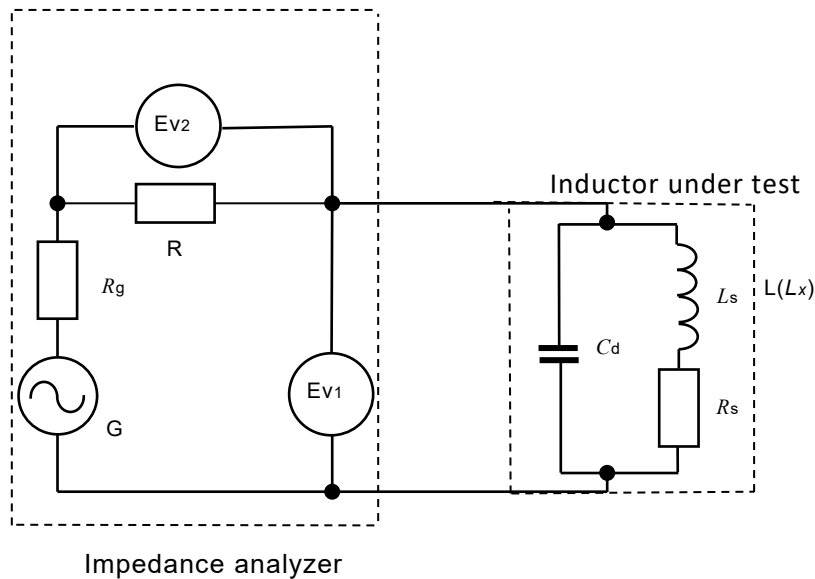 Ev2
Inductor under test
R
Rg
Ls
L(Lx)
Cd
Ev1
Rs
G
Impedance analyzer